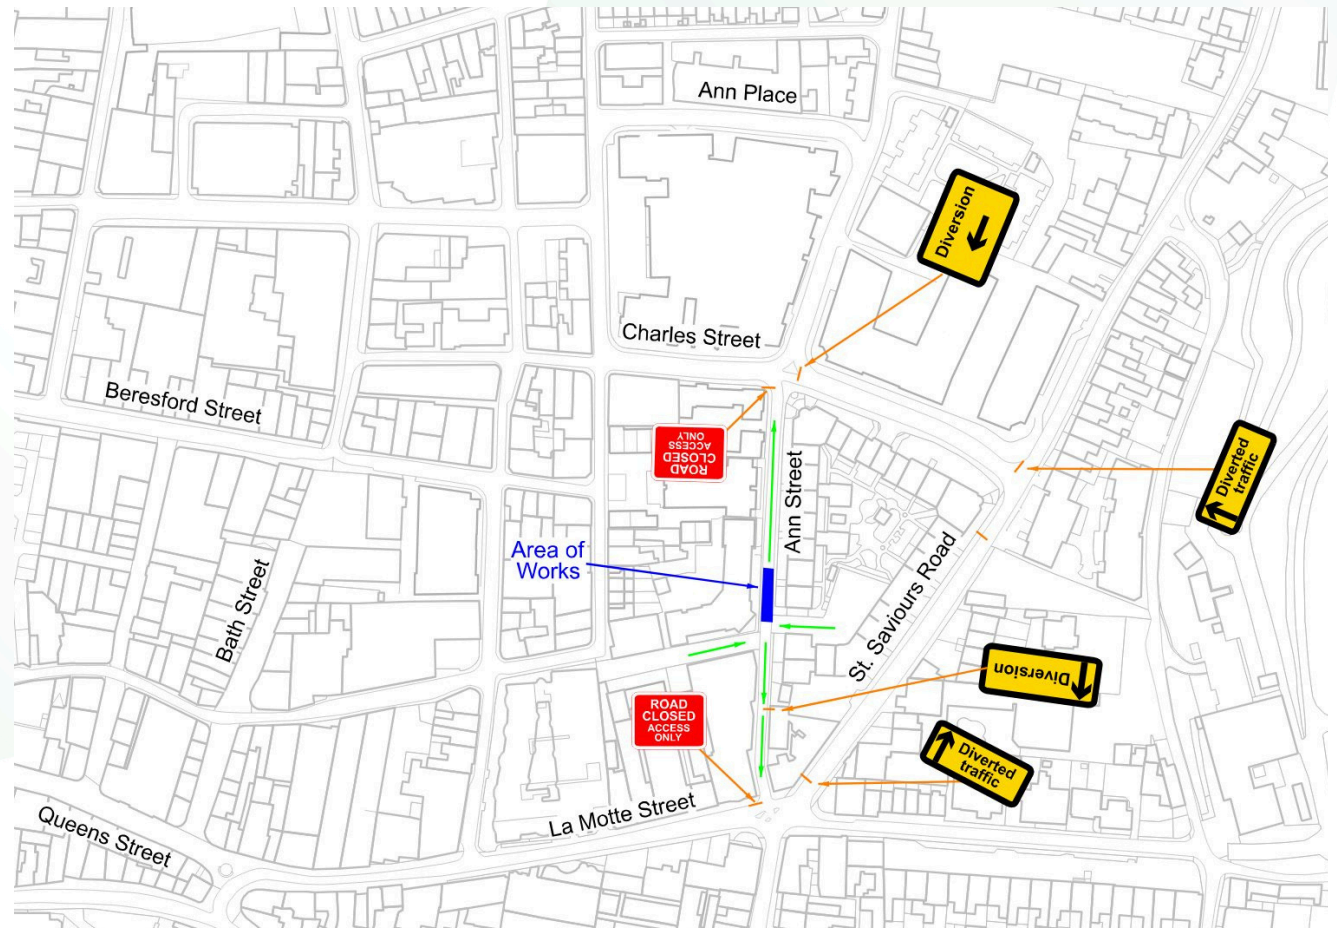 Ann Place
Diversion
Charles Street
Beresford Street
ROAD
CLOSED
ACCESS
ONLY
Ann Street
Diverted
traffic
Area of
Works
Bath Street
St. Saviours Road
Diversion
ROAD
CLOSED
ACCESS
ONLY
Diverted
traffic
La Motte Street
Queens Street